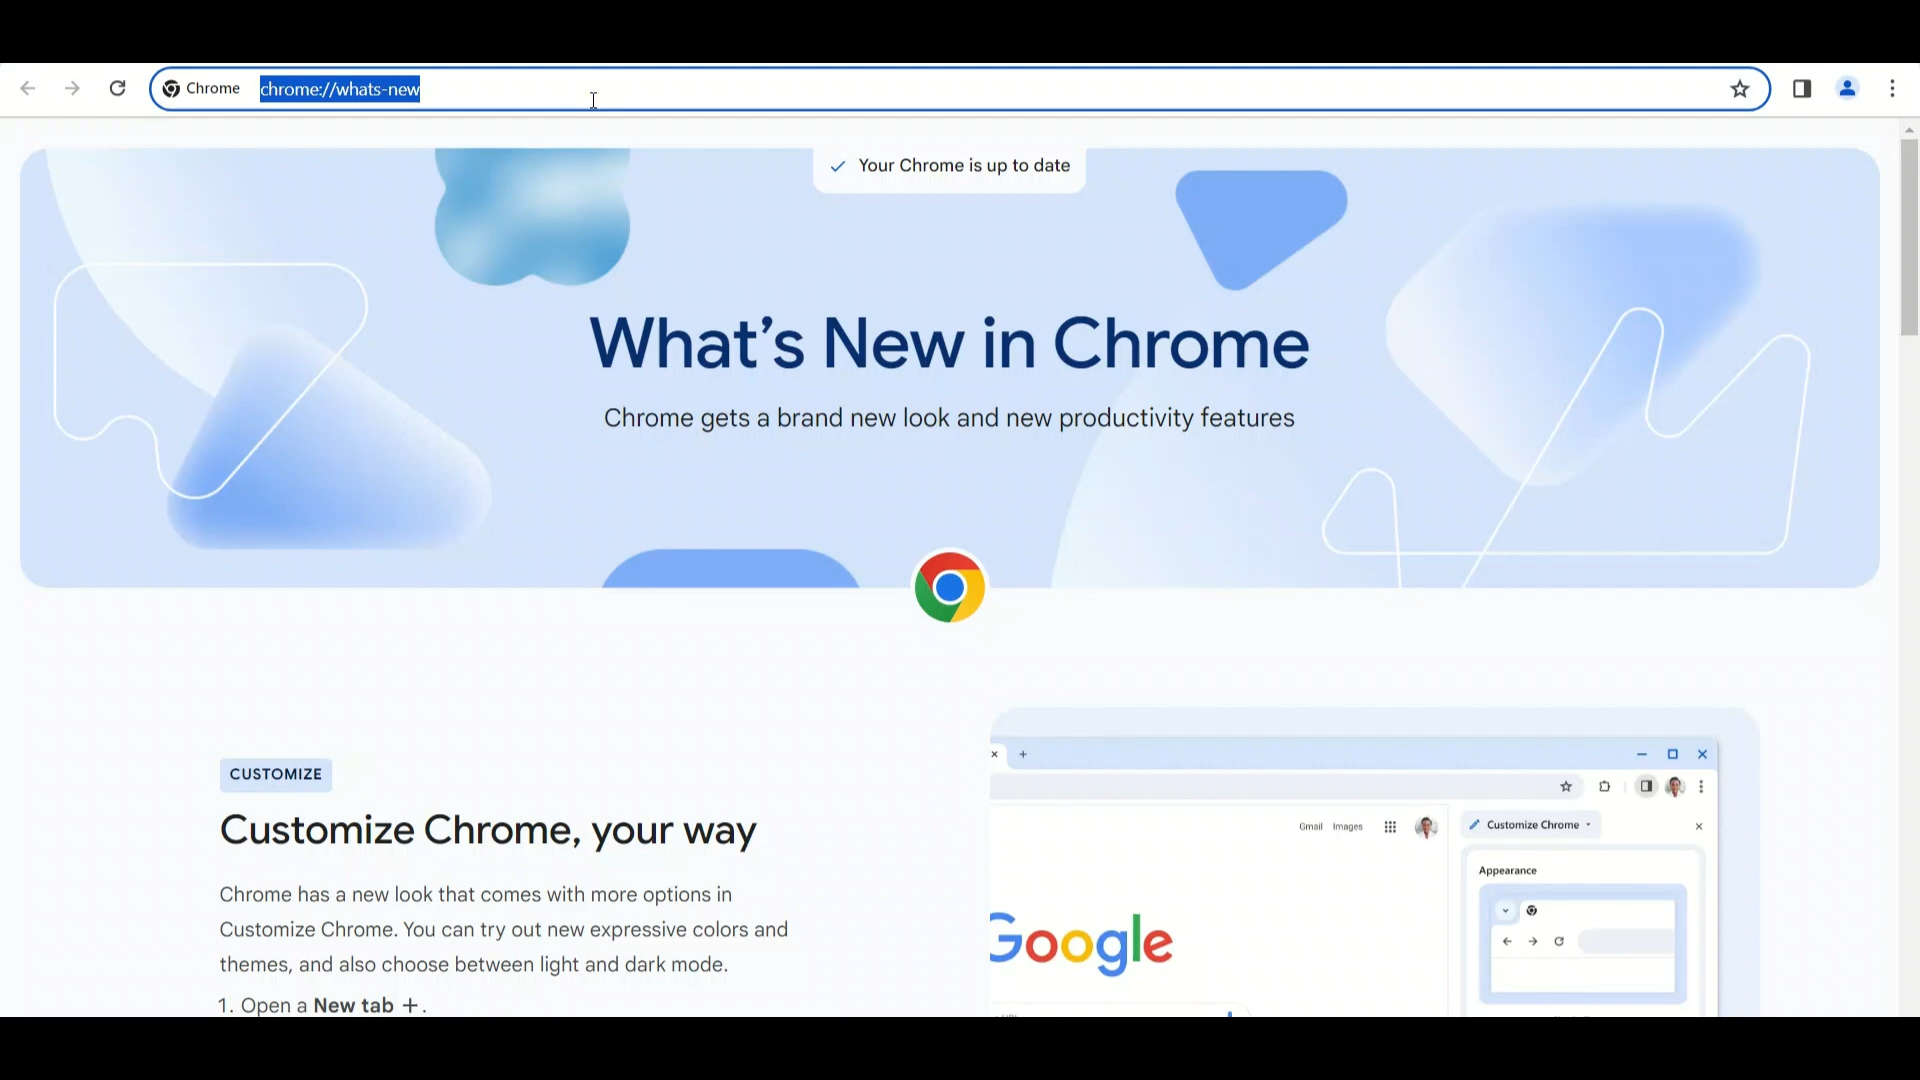 Chrome chrome://whats-new
Your Chrome is up to date
What's New in Chrome
Chrome gets a brand new look and new productivity features
CUSTOMIZE
Customize Chrome, your way
Chrome has a new look that comes with more options in
Customize Chrome. You can try out new expressive colors and
themes, and also choose between light and dark mode.
1. Open a New tab +.
Gmail Images
Customize Chrome
Appearance
Google